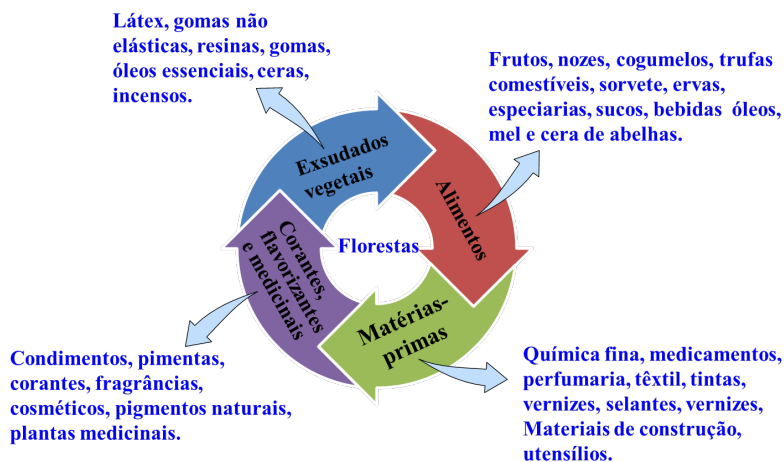 Látex, gomas não
elásticas, resinas, gomas,
óleos essenciais, ceras,
incensos.
Frutos, nozes, cogumelos, trufas
comestíveis, sorvete, ervas,
especiarias, sucos, bebidas óleos,
mel e cera de abelhas.
Exsudados
vegetais
Alimentos
Florestas
Corantes,
flavorizantes
e medicinais
Matérias-
primas
Condimentos, pimentas,
corantes, fragrâncias,
cosméticos, pigmentos naturais,
plantas medicinais.
Química fina, medicamentos,
perfumaria, têxtil, tintas,
vernizes, selantes, vernizes,
Materiais de construção,
utensílios.